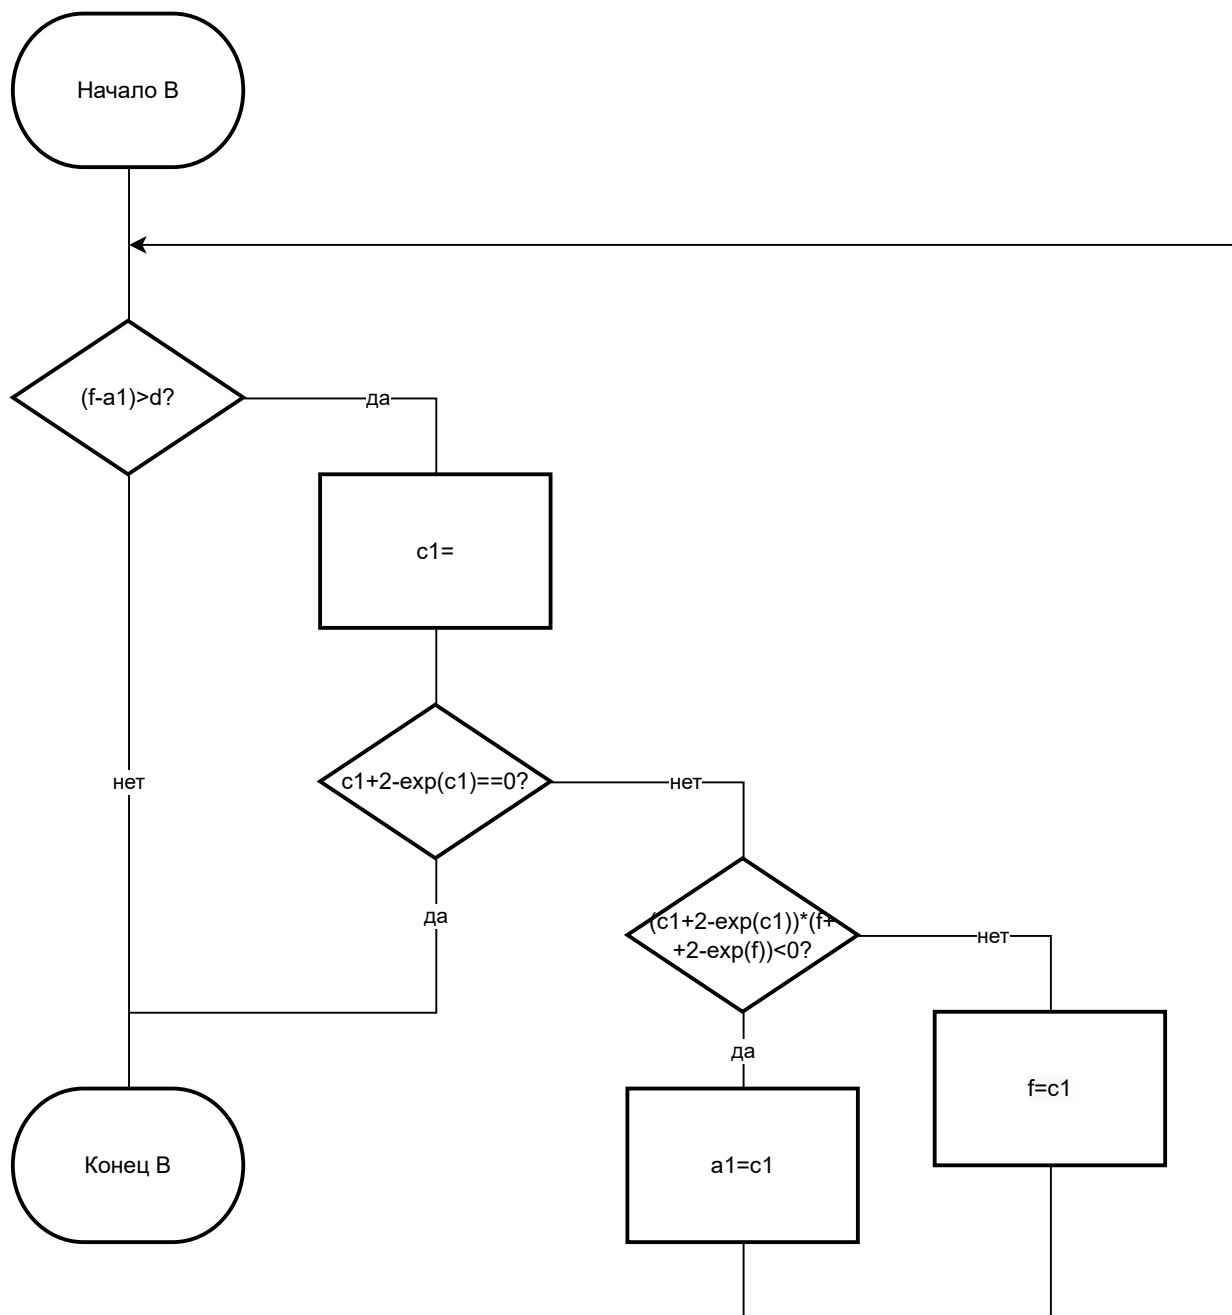 Начало В
(f-a1)>d?
да
c1=
нет
c1+2-exp(c1)==0?
нет
да
(c1+2-exp(c1))*(f+
+2-exp(f))<0?
нет
да
f=c1
Конец В
a1=c1